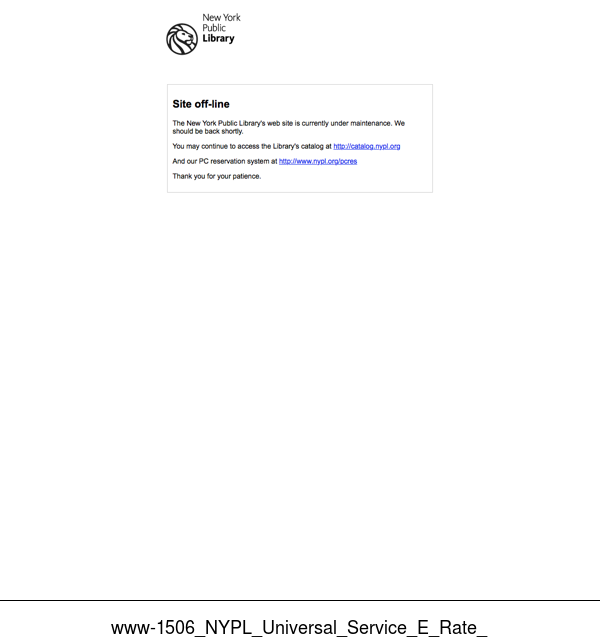 New York
Public
Library
Site off-line
The New York Public Library's web site is currently under maintenance. We
should be back shortly.
You may continue to access the Library's catalog at http://catalog.nypl.org
And our PC reservation system at http://www.nypl.org/pcres
Thank you for your patience.
www-1506_NYPL_Universal_Service_E_Rate_